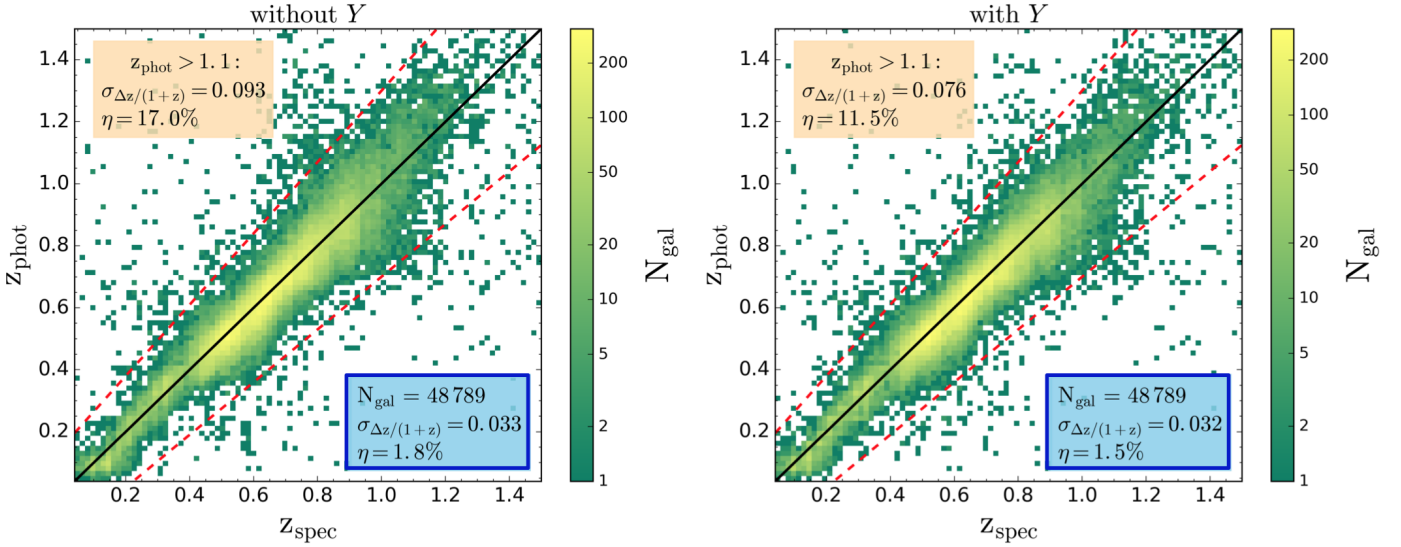 without Y
z_phot > 1.1:
σ_Δz/(1+z) = 0.093
η = 17.0%
1.4
1.2
1.0
0.8
0.6
0.4
0.2
z_phot
N_gal = 48 789
σ_Δz/(1+z) = 0.033
η = 1.8%
0.2 0.4 0.6 0.8 1.0 1.2 1.4
z_spec
200
100
50
20
10
5
2
1
N_gal
with Y
z_phot > 1.1:
σ_Δz/(1+z) = 0.076
η = 11.5%
1.4
1.2
1.0
0.8
0.6
0.4
0.2
z_phot
N_gal = 48 789
σ_Δz/(1+z) = 0.032
η = 1.5%
0.2 0.4 0.6 0.8 1.0 1.2 1.4
z_spec
200
100
50
20
10
5
2
1
N_gal